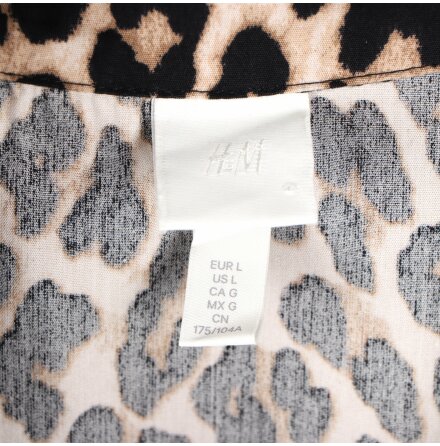 H&M
EUR L
US L
CA G
MX G
CN
175/104A